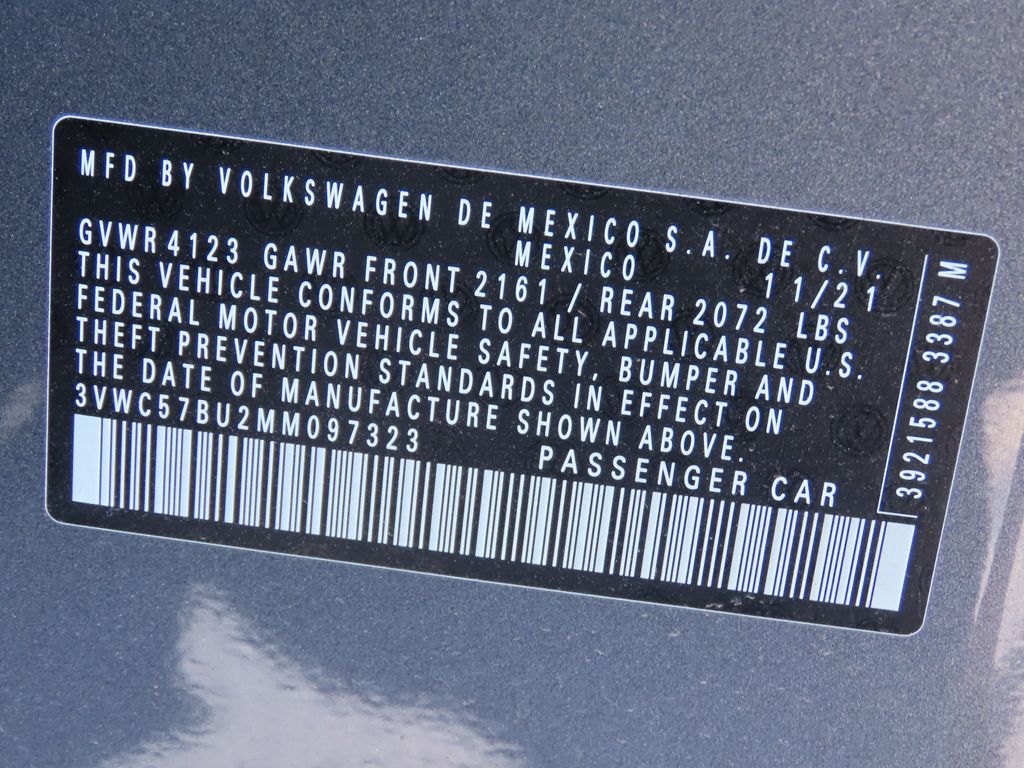 MFD BY VOLKSWAGEN DE MEXICO S.A. DE C.V.
MEXICO 11/21
GVWR4123 GAWR FRONT 2161 / REAR 2072 LBS
THIS VEHICLE CONFORMS TO ALL APPLICABLE U.S.
FEDERAL MOTOR VEHICLE SAFETY, BUMPER AND
THEFT PREVENTION STANDARDS IN EFFECT ON
THE DATE OF MANUFACTURE SHOWN ABOVE.
3VWC57BU2MM097323 PASSENGER CAR
3921588 3387 M